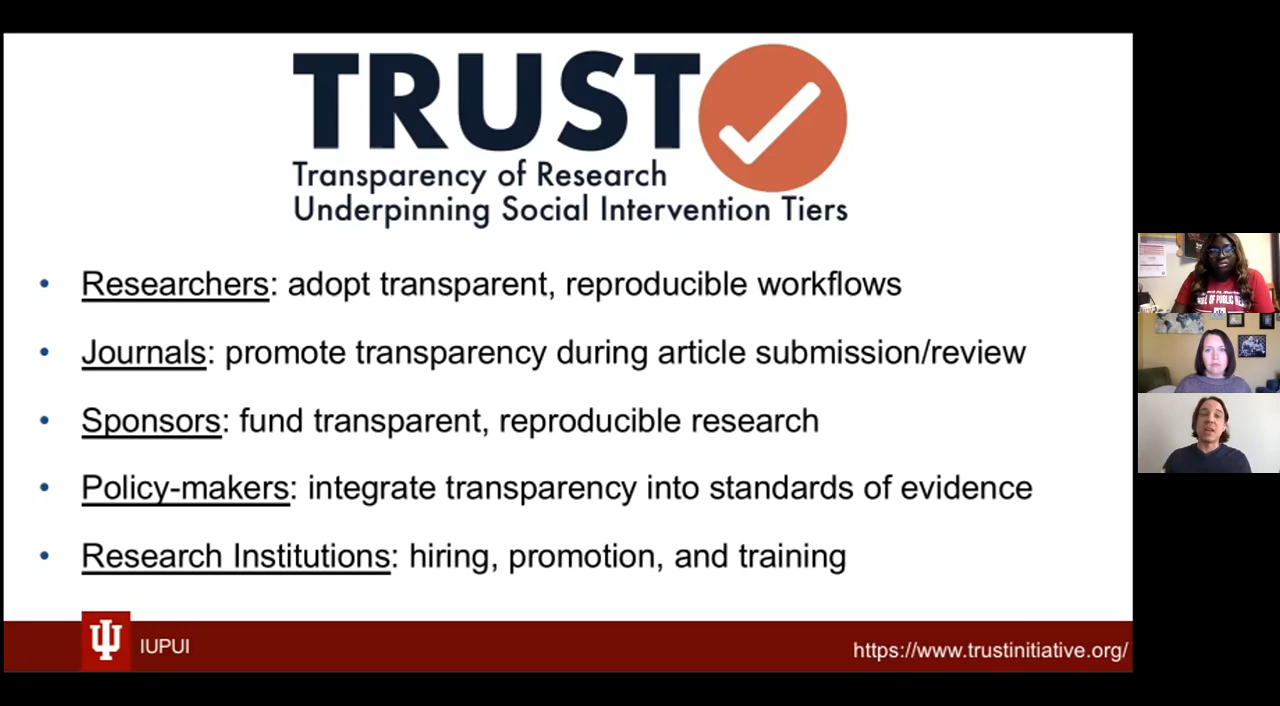 TRUST
Transparency of Research
Underpinning Social Intervention Tiers
• Researchers: adopt transparent, reproducible workflows
• Journals: promote transparency during article submission/review
• Sponsors: fund transparent, reproducible research
• Policy-makers: integrate transparency into standards of evidence
• Research Institutions: hiring, promotion, and training
IUPUI
https://www.trustinitiative.org/